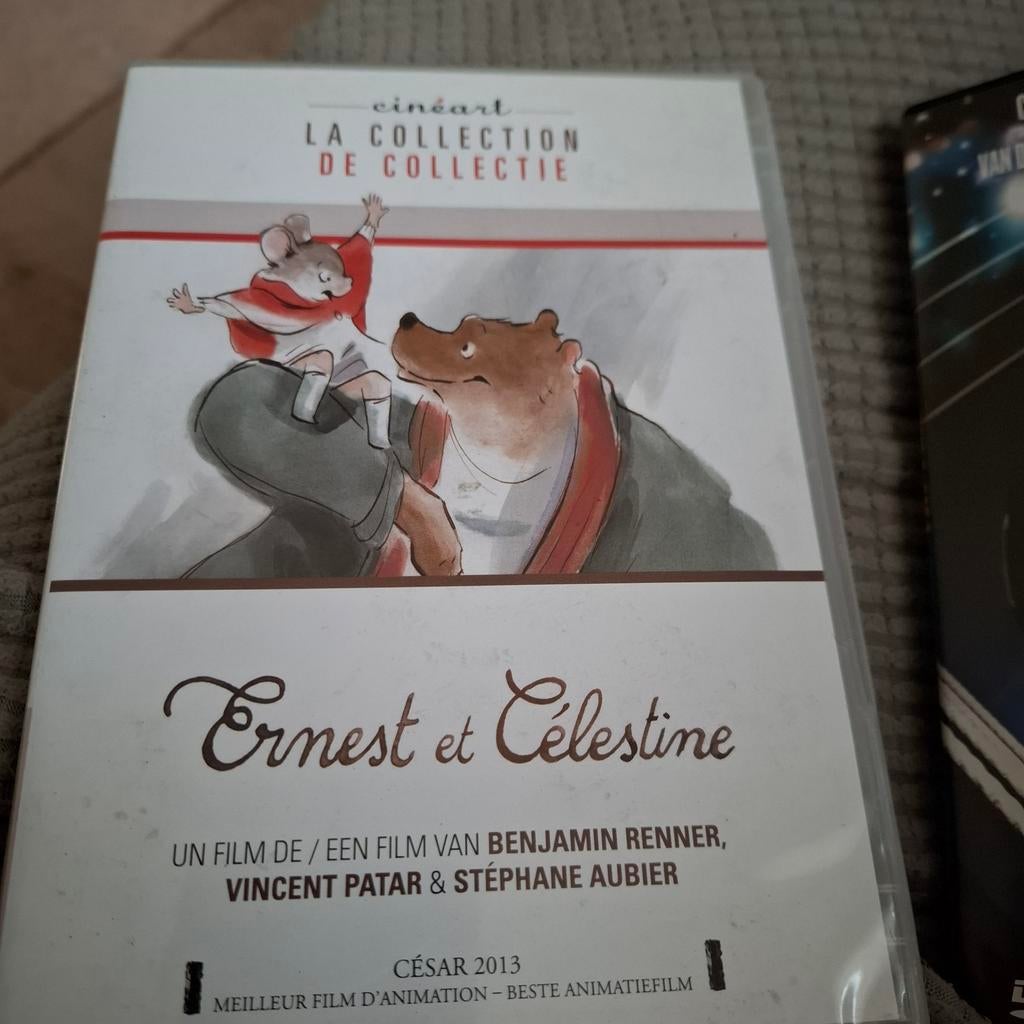 cinéart
LA COLLECTION
DE COLLECTIE
Ernest et Célestine
UN FILM DE / EEN FILM VAN BENJAMIN RENNER,
VINCENT PATAR & STÉPHANE AUBIER
CÉSAR 2013
MEILLEUR FILM D'ANIMATION – BESTE ANIMATIEFILM
VAN